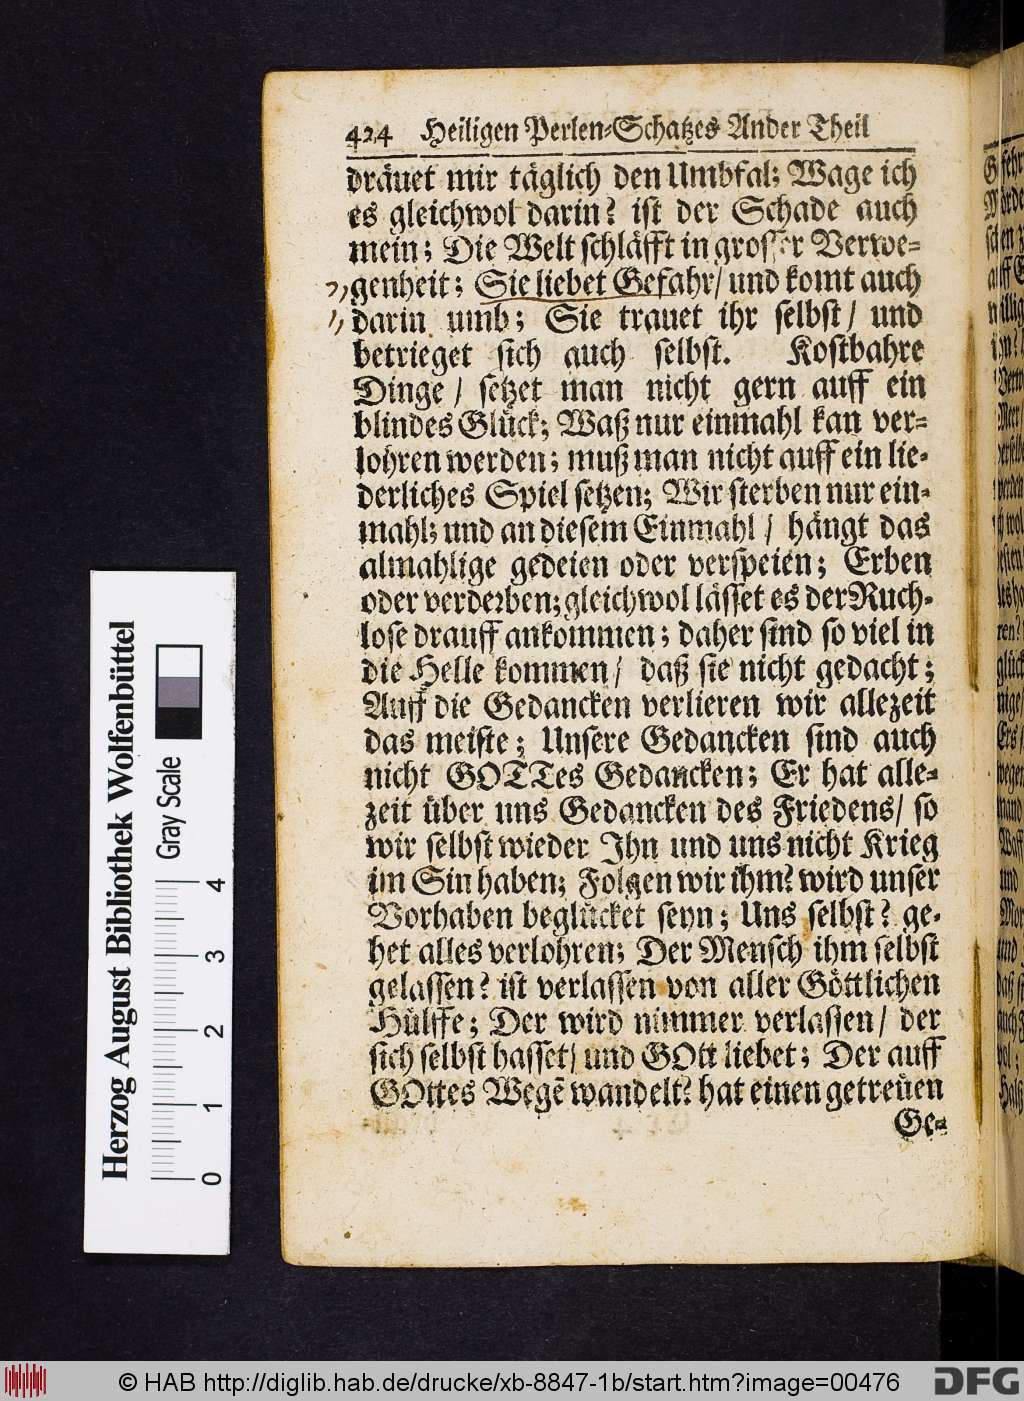 424 Heiligen Perlen-Schatzes Ander Theil
dräuet mir täglich den Umbfal; Wage ich
es gleichwol darin? ist der Schade auch
mein; Die Welt schläfft in grosser Verwe-
genheit; Sie liebet Gefahr/ und komt auch
darin umb; Sie trauet ihr selbst/ und
betrieget sich auch selbst. Kostbahre
Dinge/ setzet man nicht gern auff ein
blindes Glück; Waß nur einmahl kan ver-
lohren werden; muß man nicht auff ein lie-
derliches Spiel setzen; Wir sterben nur ein-
mahl; und an diesem Einmahl/ hängt das
almahlige gedeien oder verspeien; Erben
oder verderben; gleichwol lässet es der Ruch-
lose drauff ankommen; daher sind so viel in
die Helle kommen/ daß sie nicht gedacht;
Auff die Gedancken verlieren wir allezeit
das meiste; Unsere Gedancken sind auch
nicht GOTTes Gedancken; Er hat alle-
zeit über uns Gedancken des Friedens/ so
wir selbst wieder Ihn und uns nicht Krieg
im Sin haben; Folgen wir ihm? wird unser
Vorhaben beglücket seyn; Uns selbst? ge-
het alles verlohren; Der Mensch ihm selbst
gelassen? ist verlassen von aller Göttlichen
Hülffe; Der wird nimmer verlassen/ der
sich selbst hasset/ und GOtt liebet; Der auff
GOttes Wegē wandelt? hat einen getreuen
Ge-
Herzog August Bibliothek Wolfenbüttel
Gray Scale
0 1 2 3 4
© HAB http://diglib.hab.de/drucke/xb-8847-1b/start.htm?image=00476
DFG